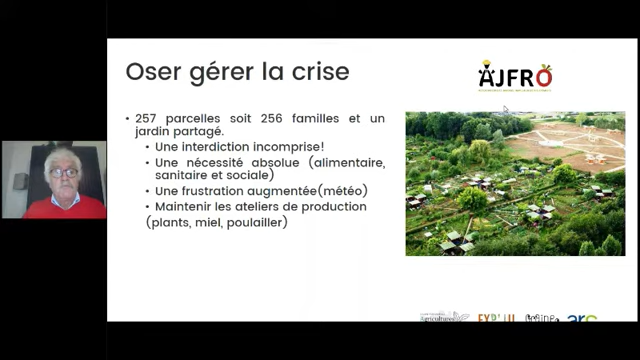 Oser gérer la crise
AJFRO
• 257 parcelles soit 256 familles et un
jardin partagé.
• Une interdiction incomprise!
• Une nécessité absolue (alimentaire,
sanitaire et sociale)
• Une frustration augmentée(météo)
• Maintenir les ateliers de production
(plants, miel, poulailler)